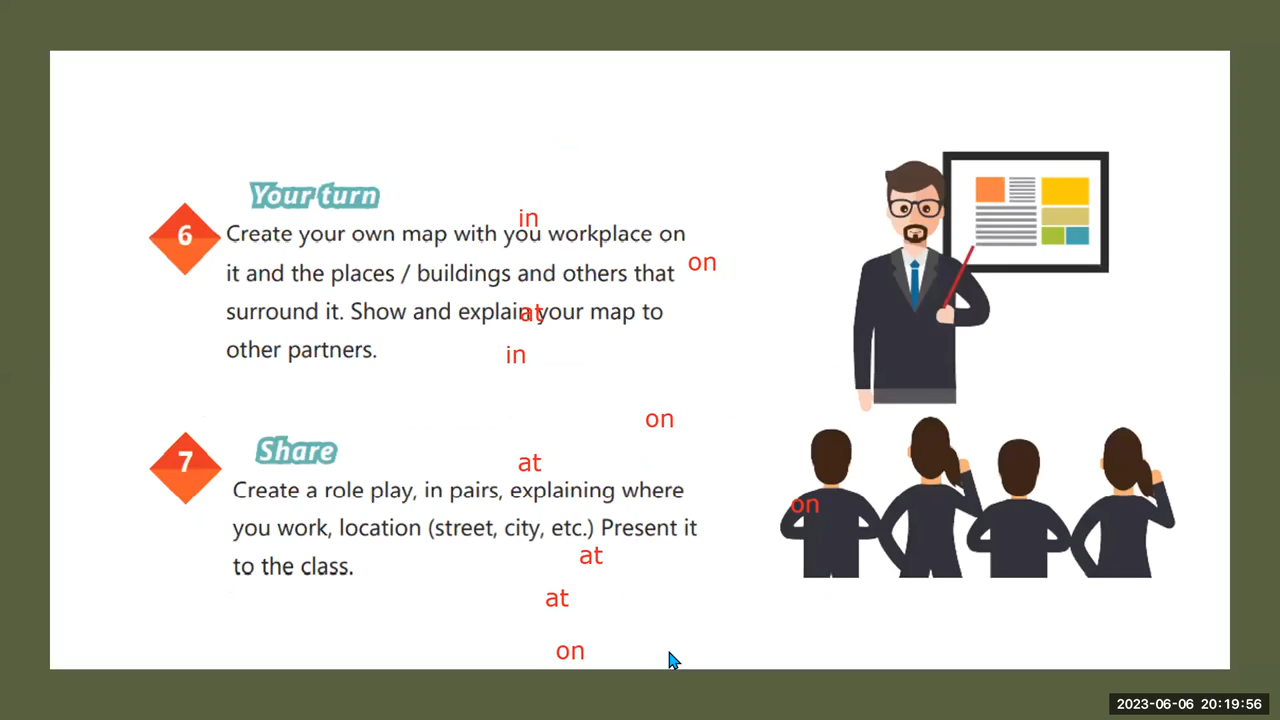 Your turn
in
6
Create your own map with you workplace on
on
it and the places / buildings and others that
surround it. Show and explain your map to
at
other partners.
in
on
Share
7
at
Create a role play, in pairs, explaining where
on
you work, location (street, city, etc.) Present it
at
to the class.
at
on
2023-06-06 20:19:56